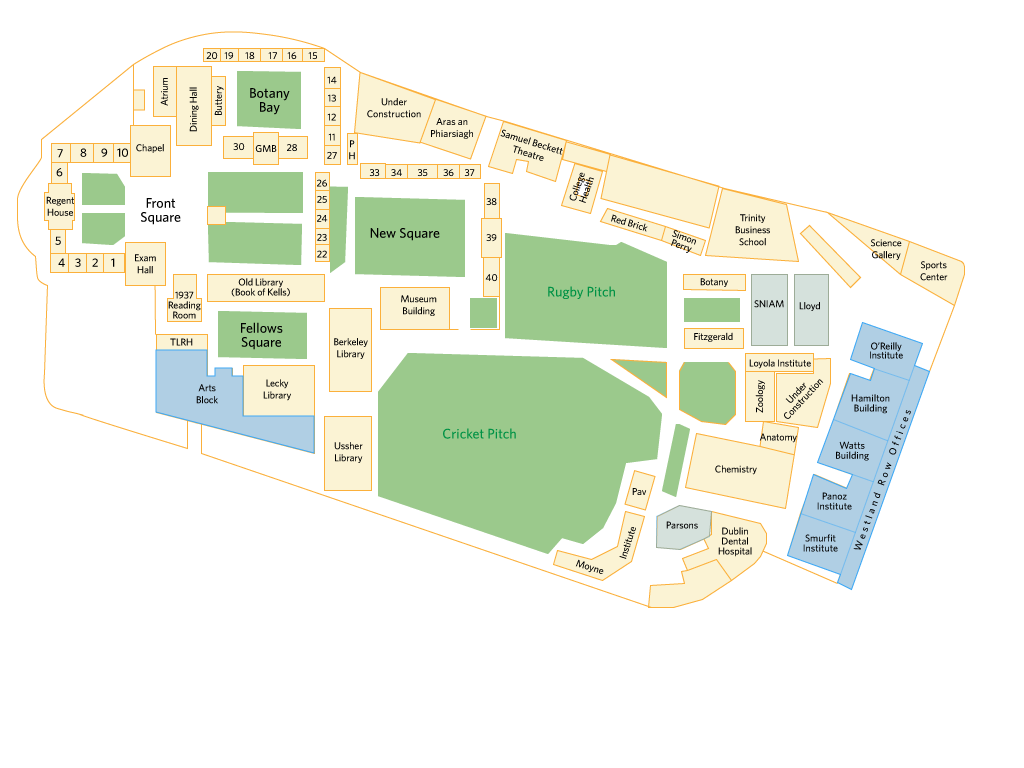 20 19 18 17 16 15
Atrium
Dining Hall
Buttery
Botany
Bay
14
13
12
11
27
Under
Construction
Aras an
Phiarsiagh
Samuel Beckett
Theatre
P
H
30
GMB
28
Chapel
7 8 9 10
6
Regent
House
5
4 3 2 1
Exam
Hall
Front
Square
26
25
24
23
22
33 34 35 36 37
38
39
40
New Square
College
Health
Red Brick
Simon
Perry
Trinity
Business
School
Science
Gallery
Sports
Center
Rugby Pitch
Botany
Fitzgerald
SNIAM
Lloyd
1937
Reading
Room
Old Library
(Book of Kells)
Museum
Building
Fellows
Square
Berkeley
Library
TLRH
Arts
Block
Lecky
Library
Ussher
Library
Cricket Pitch
Loyola Institute
Zoology
Under
Construction
Anatomy
Chemistry
O'Reilly
Institute
Hamilton
Building
Watts
Building
Panoz
Institute
Smurfit
Institute
Westland Row Offices
Pav
Parsons
Dublin
Dental
Hospital
Moyne
Institute